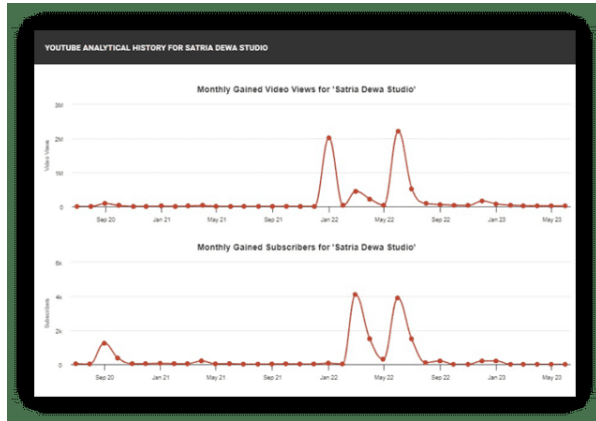 YOUTUBE ANALYTICAL HISTORY FOR SATRIA DEWA STUDIO
Monthly Gained Video Views for 'Satria Dewa Studio'
3M
2M
1M
0
Video Views
Sep 20 Jan 21 May 21 Sep 21 Jan 22 May 22 Sep 22 Jan 23 May 23
Monthly Gained Subscribers for 'Satria Dewa Studio'
6k
4k
2k
0
Subscribers
Sep 20 Jan 21 May 21 Sep 21 Jan 22 May 22 Sep 22 Jan 23 May 23